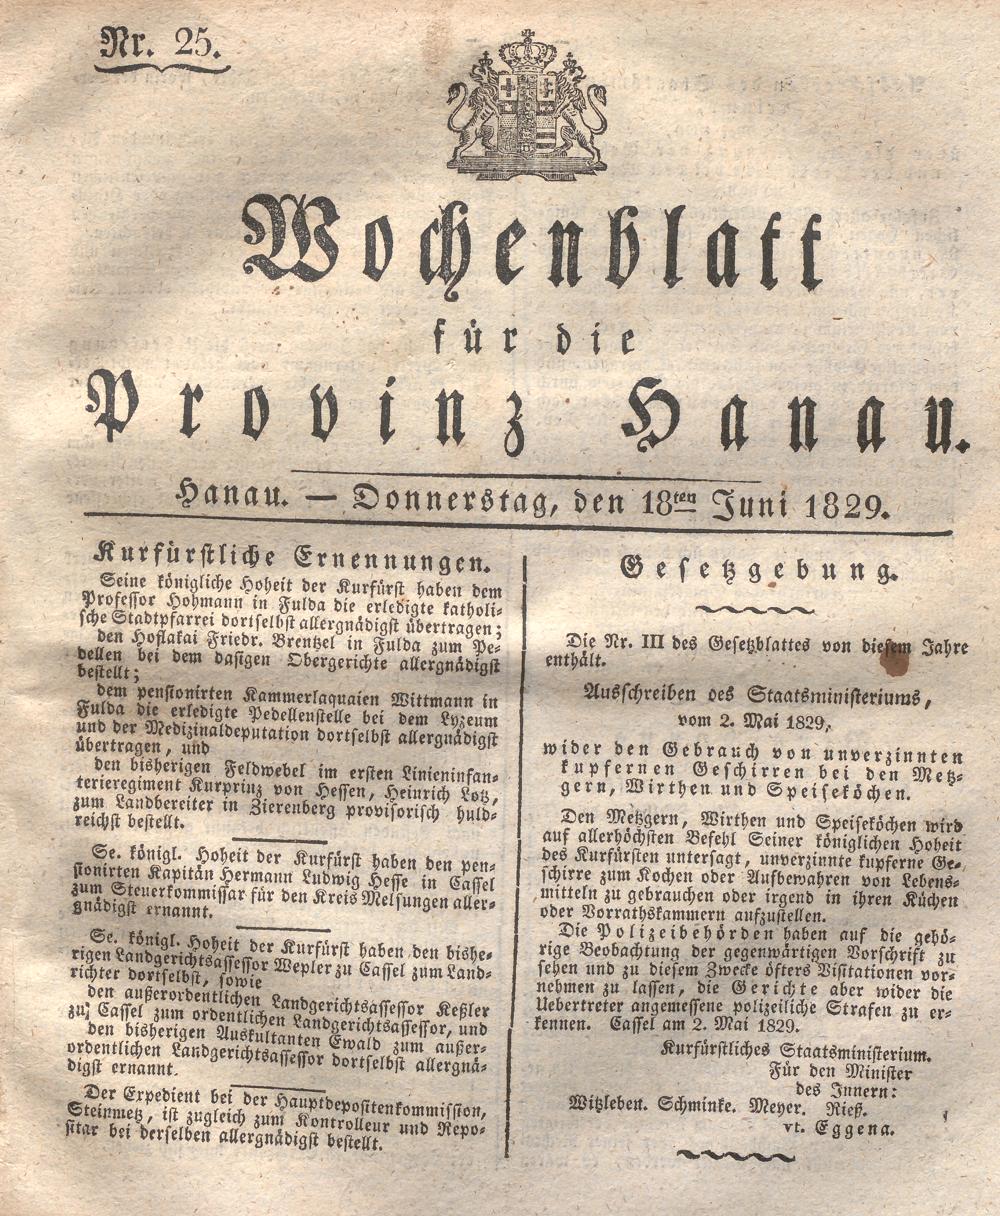 Nr. 25.
Wochenblatt
für die
Provinz Hanau.
Hanau. — Donnerstag, den 18ten Juni 1829.
Kurfürstliche Ernennungen.
Seine königliche Hoheit der Kurfürst haben dem
Professor Hohmann in Fulda die erledigte katholi-
sche Stadtpfarrei dortselbst allergnädigst übertragen;
den Hoflakai Friedr. Brentzel in Fulda zum Pe-
dellen bei dem dasigen Obergerichte allergnädigst
bestellt;
dem pensionirten Kammerlaquaien Wittmann in
Fulda die erledigte Pedellenstelle bei dem Lyzeum
und der Medizinaldeputation dortselbst allergnädigst
übertragen, und
den bisherigen Feldwebel im ersten Linieninfan-
terieregiment Kurprinz von Hessen, Heinrich Lotz,
zum Landbereiter in Zierenberg provisorisch huld-
reichst bestellt.
Se. königl. Hoheit der Kurfürst haben den pen-
sionirten Kapitän Hermann Ludwig Hesse in Cassel
zum Steuerkommissar für den Kreis Melsungen aller-
gnädigst ernannt.
Se. königl. Hoheit der Kurfürst haben den bishe-
rigen Landgerichtsassessor Wepler zu Cassel zum Land-
richter dortselbst, sowie
den außerordentlichen Landgerichtsassessor Keßler
zu Cassel zum ordentlichen Landgerichtsassessor, und
den bisherigen Auskultanten Ewald zum außer-
ordentlichen Landgerichtsassessor dortselbst allergnä-
digst ernannt.
Der Expedient bei der Hauptdepositenkommission,
Steinmetz, ist zugleich zum Kontrolleur und Repo-
sitar bei derselben allergnädigst bestellt.
Gesetzgebung.
Die Nr. III des Gesetzblattes von diesem Jahre
enthält.
Ausschreiben des Staatsministeriums,
vom 2. Mai 1829,
wider den Gebrauch von unverzinnten
kupfernen Geschirren bei den Metz-
gern, Wirthen und Speiseköchen.
Den Metzgern, Wirthen und Speiseköchen wird
auf allerhöchsten Befehl Seiner königlichen Hoheit
des Kurfürsten untersagt, unverzinnte kupferne Ge-
schirre zum Kochen oder Aufbewahren von Lebens-
mitteln zu gebrauchen oder irgend in ihren Küchen
oder Vorrathskammern aufzustellen.
Die Polizeibehörden haben auf die gehö-
rige Beobachtung der gegenwärtigen Vorschrift zu
sehen und zu diesem Zwecke öfters Visitationen vor-
nehmen zu lassen, die Gerichte aber wider die
Uebertreter angemessene polizeiliche Strafen zu er-
kennen. Cassel am 2. Mai 1829.
Kurfürstliches Staatsministerium.
Für den Minister
des Innern:
Witzleben. Schminke. Meyer. Rieß.
vt. Eggena.